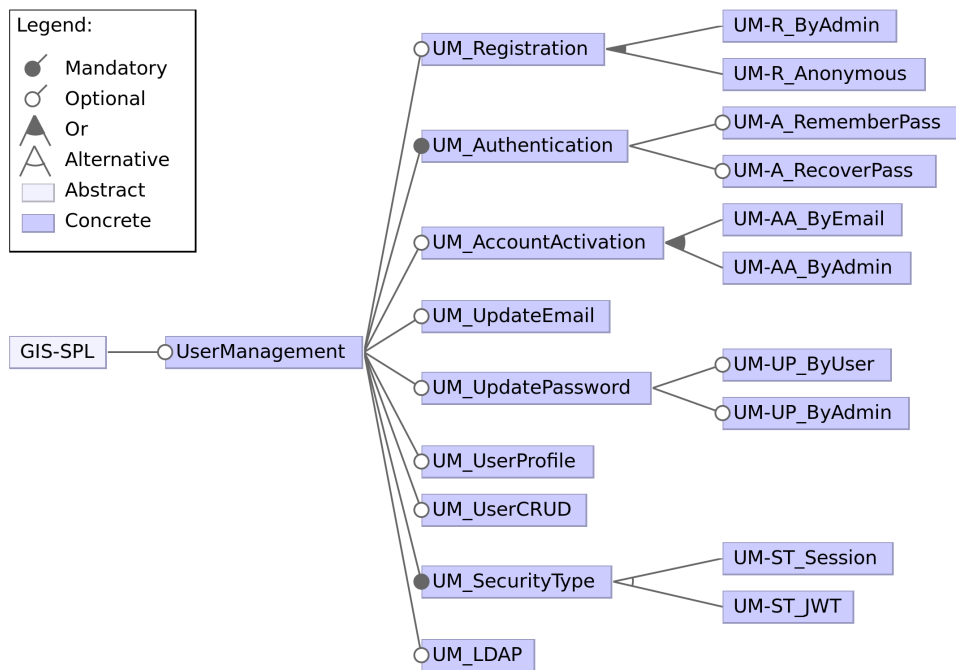 Legend:
Mandatory
Optional
Or
Alternative
Abstract
Concrete
GIS-SPL
UserManagement
UM_Registration
UM-R_ByAdmin
UM-R_Anonymous
UM_Authentication
UM-A_RememberPass
UM-A_RecoverPass
UM_AccountActivation
UM-AA_ByEmail
UM-AA_ByAdmin
UM_UpdateEmail
UM_UpdatePassword
UM-UP_ByUser
UM-UP_ByAdmin
UM_UserProfile
UM_UserCRUD
UM_SecurityType
UM-ST_Session
UM-ST_JWT
UM_LDAP